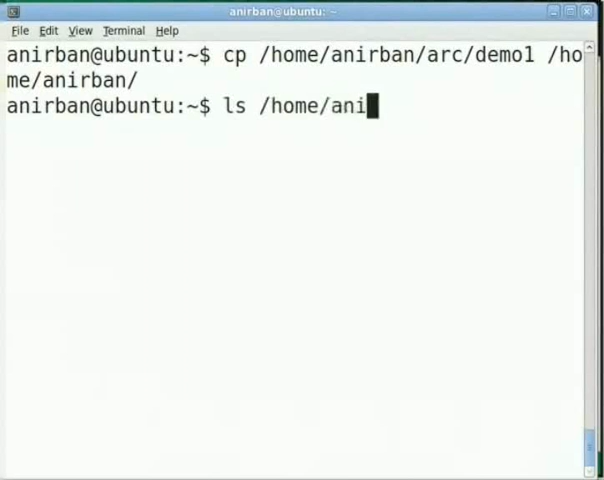 anirban@ubuntu: ~
File Edit View Terminal Help
anirban@ubuntu:~$ cp /home/anirban/arc/demo1 /ho
me/anirban/
anirban@ubuntu:~$ ls /home/ani